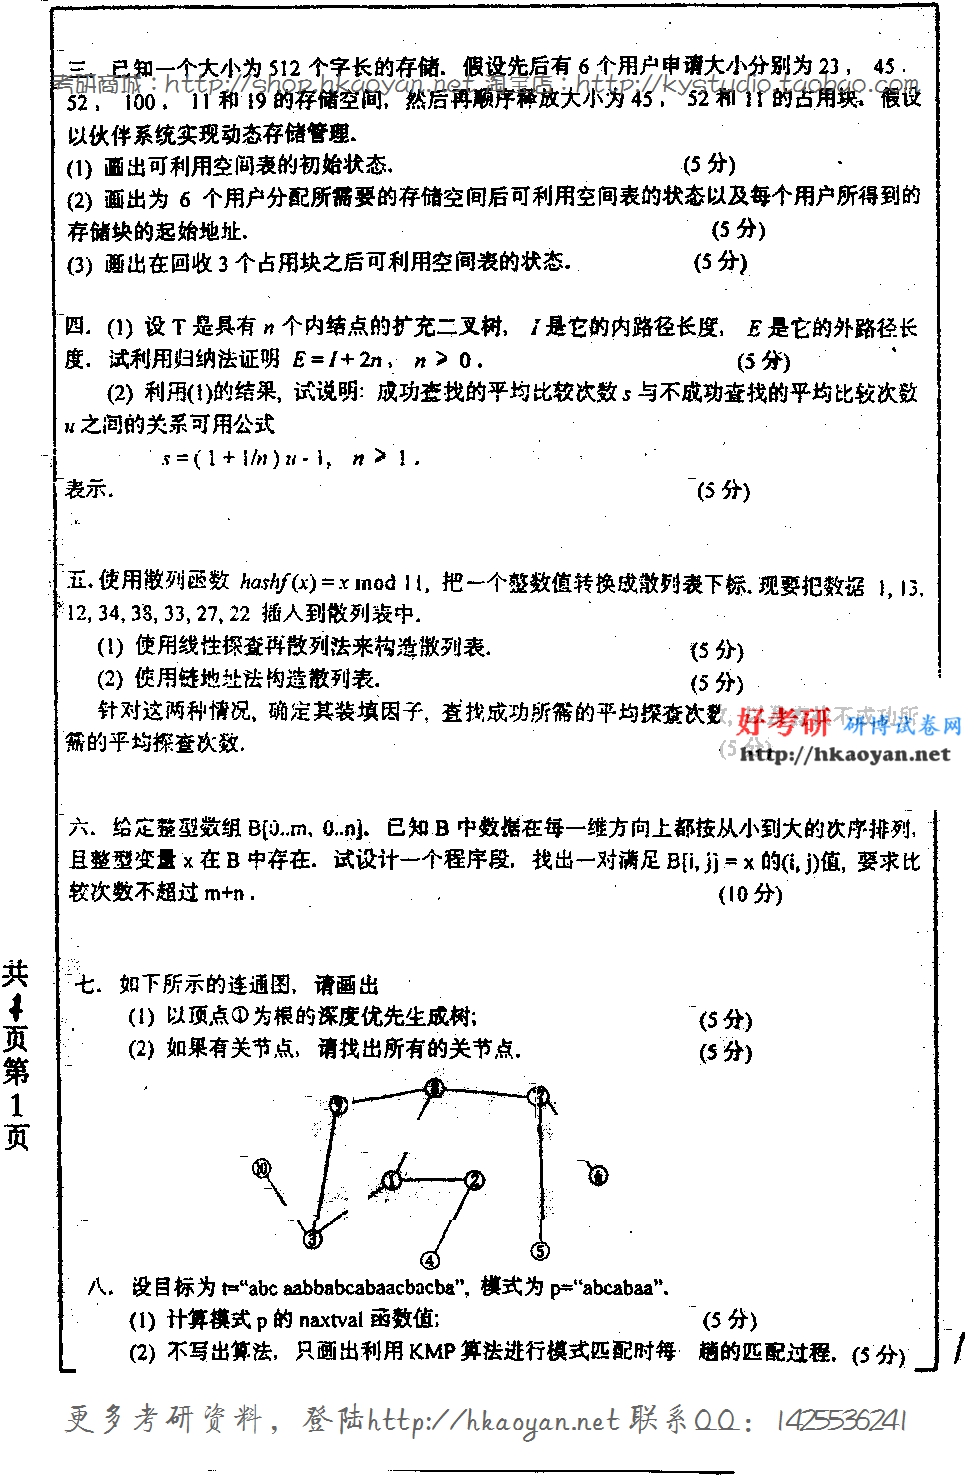 三. 已知一个大小为 512 个字长的存储. 假设先后有 6 个用户申请大小分别为 23, 45,
考研商城:http://shop.hkaoyan.net 淘宝店:http://kystudio.taobao.com
52, 100, 11 和 19 的存储空间, 然后再顺序释放大小为 45, 52 和 11 的占用块. 假设
以伙伴系统实现动态存储管理.
(1) 画出可利用空间表的初始状态. (5 分)
(2) 画出为 6 个用户分配所需要的存储空间后可利用空间表的状态以及每个用户所得到的
存储块的起始地址. (5 分)
(3) 画出在回收 3 个占用块之后可利用空间表的状态. (5 分)
四. (1) 设 T 是具有 n 个内结点的扩充二叉树, I 是它的内路径长度, E 是它的外路径长
度. 试利用归纳法证明 E = I + 2n, n ≥ 0. (5 分)
(2) 利用(1)的结果, 试说明: 成功查找的平均比较次数 s 与不成功查找的平均比较次数
u 之间的关系可用公式
s = ( 1 + 1/n ) u - 1, n ≥ 1.
表示. (5 分)
五. 使用散列函数 hashf (x) = x mod 11, 把一个整数值转换成散列表下标. 现要把数据 1, 13,
12, 34, 38, 33, 27, 22 插入到散列表中.
(1) 使用线性探查再散列法来构造散列表. (5 分)
(2) 使用链地址法构造散列表. (5 分)
针对这两种情况, 确定其装填因子, 查找成功所需的平均探查次数, 不成功所
需的平均探查次数. (5 分)
好考研 研博试卷网
http://hkaoyan.net
六. 给定整型数组 B[0..m, 0..n]. 已知 B 中数据在每一维方向上都按从小到大的次序排列,
且整型变量 x 在 B 中存在. 试设计一个程序段, 找出一对满足 B[i, j] = x 的(i, j)值, 要求比
较次数不超过 m+n. (10 分)
七. 如下所示的连通图, 请画出
(1) 以顶点①为根的深度优先生成树; (5 分)
(2) 如果有关节点, 请找出所有的关节点. (5 分)
⑧
⑨ ⑦
⑩ ① ② ⑥
③ ④ ⑤
八. 设目标为 t="abc aabbabcabaacbacba", 模式为 p="abcabaa".
(1) 计算模式 p 的 naxtval 函数值; (5 分)
(2) 不写出算法, 只画出利用 KMP 算法进行模式匹配时每 趟的匹配过程. (5 分)
共 页第 1 页
更多考研资料, 登陆http://hkaoyan.net 联系QQ: 1425536241